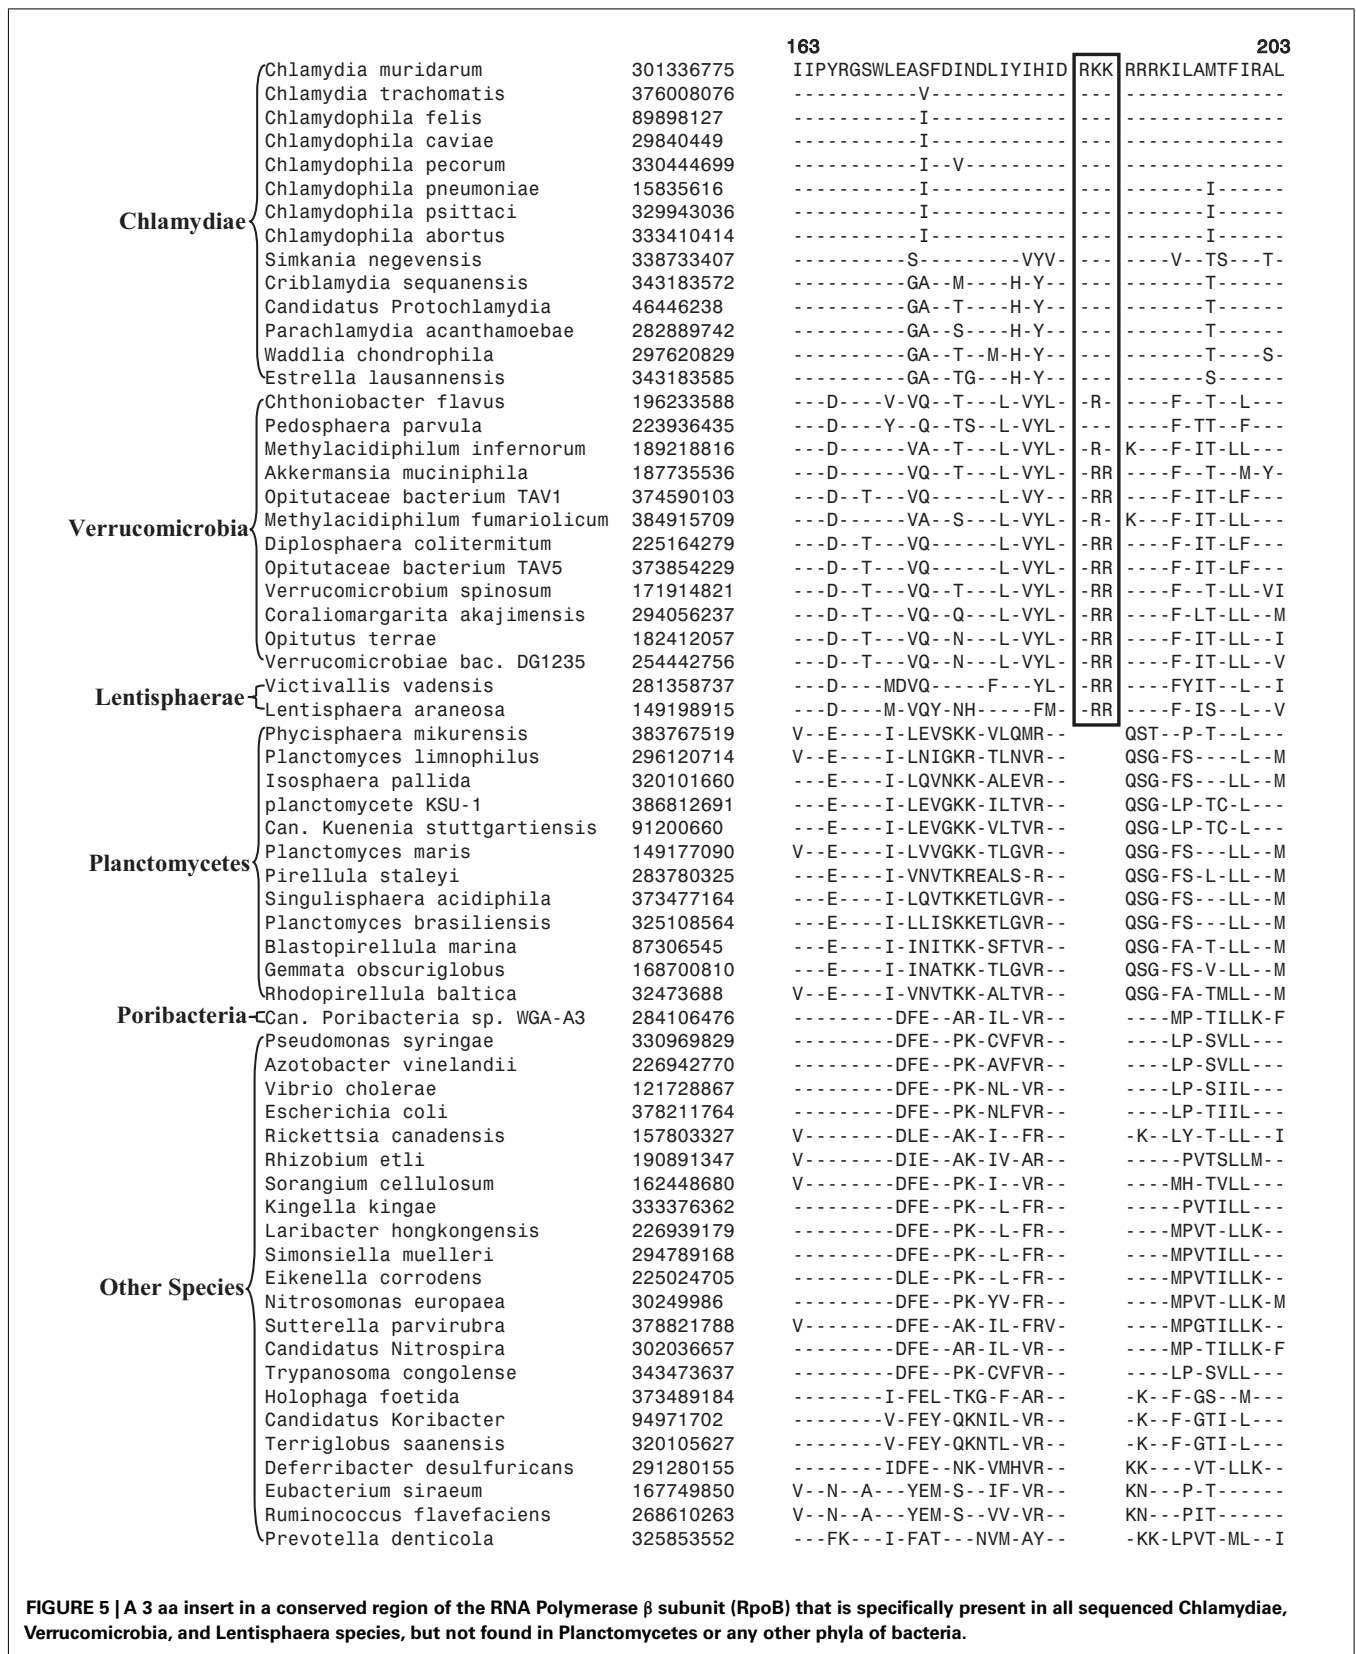 163 203
Chlamydia muridarum 301336775 IIPYRGSWLEASFDINDLIYIHID RKK RRRKILAMTFIRAL
Chlamydia trachomatis 376008076 -----------V------------ --- --------------
Chlamydophila felis 89898127 -----------I------------ --- --------------
Chlamydophila caviae 29840449 -----------I------------ --- --------------
Chlamydophila pecorum 330444699 -----------I--V--------- --- --------------
Chlamydophila pneumoniae 15835616 -----------I------------ --- -------I------
Chlamydophila psittaci 329943036 -----------I------------ --- -------I------
Chlamydiae
Chlamydophila abortus 333410414 -----------I------------ --- -------I------
Simkania negevensis 338733407 ----------S---------VYV- --- ----V--TS---T-
Criblamydia sequanensis 343183572 ----------GA--M----H-Y-- --- -------T------
Candidatus Protochlamydia 46446238 ----------GA--T----H-Y-- --- -------T------
Parachlamydia acanthamoebae 282889742 ----------GA--S----H-Y-- --- -------T------
Waddlia chondrophila 297620829 ----------GA--T--M-H-Y-- --- -------T----S-
Estrella lausannensis 343183585 ----------GA--TG---H-Y-- --- -------S------
Chthoniobacter flavus 196233588 ---D----V-VQ--T---L-VYL- -R- ----F--T--L---
Pedosphaera parvula 223936435 ---D----Y--Q--TS--L-VYL- --- ----F-TT--F---
Methylacidiphilum infernorum 189218816 ---D------VA--T---L-VYL- -R- K---F-IT-LL---
Akkermansia muciniphila 187735536 ---D------VQ--T---L-VYL- -RR ----F--T--M-Y-
Opitutaceae bacterium TAV1 374590103 ---D--T---VQ------L-VY-- -RR ----F-IT-LF---
Verrucomicrobia
Methylacidiphilum fumariolicum 384915709 ---D------VA--S---L-VYL- -R- K---F-IT-LL---
Diplosphaera colitermitum 225164279 ---D--T---VQ------L-VYL- -RR ----F-IT-LF---
Opitutaceae bacterium TAV5 373854229 ---D--T---VQ------L-VYL- -RR ----F-IT-LF---
Verrucomicrobium spinosum 171914821 ---D--T---VQ--T---L-VYL- -RR ----F--T-LL-VI
Coraliomargarita akajimensis 294056237 ---D--T---VQ--Q---L-VYL- -RR ----F-LT-LL--M
Opitutus terrae 182412057 ---D--T---VQ--N---L-VYL- -RR ----F-IT-LL--I
Verrucomicrobiae bac. DG1235 254442756 ---D--T---VQ--N---L-VYL- -RR ----F-IT-LL--V
Lentisphaerae
Victivallis vadensis 281358737 ---D----MDVQ-----F---YL- -RR ----FYIT--L--I
Lentisphaera araneosa 149198915 ---D----M-VQY-NH-----FM- -RR ----F-IS--L--V
Phycisphaera mikurensis 383767519 V--E----I-LEVSKK-VLQMR-- QST--P-T--L---
Planctomyces limnophilus 296120714 V--E----I-LNIGKR-TLNVR-- QSG-FS----L--M
Isosphaera pallida 320101660 ---E----I-LQVNKK-ALEVR-- QSG-FS---LL--M
planctomycete KSU-1 386812691 ---E----I-LEVGKK-ILTVR-- QSG-LP-TC-L---
Can. Kuenenia stuttgartiensis 91200660 ---E----I-LEVGKK-VLTVR-- QSG-LP-TC-L---
Planctomyces maris 149177090 V--E----I-LVVGKK-TLGVR-- QSG-FS---LL--M
Planctomycetes
Pirellula staleyi 283780325 ---E----I-VNVTKREALS-R-- QSG-FS-L-LL--M
Singulisphaera acidiphila 373477164 ---E----I-LQVTKKETLGVR-- QSG-FS---LL--M
Planctomyces brasiliensis 325108564 ---E----I-LLISKKETLGVR-- QSG-FS---LL--M
Blastopirellula marina 87306545 ---E----I-INITKK-SFTVR-- QSG-FA-T-LL--M
Gemmata obscuriglobus 168700810 ---E----I-INATKK-TLGVR-- QSG-FS-V-LL--M
Rhodopirellula baltica 32473688 V--E----I-VNVTKK-ALTVR-- QSG-FA-TMLL--M
Poribacteria
Can. Poribacteria sp. WGA-A3 284106476 ---------DFE--AR-IL-VR-- ----MP-TILLK-F
Pseudomonas syringae 330969829 ---------DFE--PK-CVFVR-- ----LP-SVLL---
Azotobacter vinelandii 226942770 ---------DFE--PK-AVFVR-- ----LP-SVLL---
Vibrio cholerae 121728867 ---------DFE--PK-NL-VR-- ----LP-SIIL---
Escherichia coli 378211764 ---------DFE--PK-NLFVR-- ----LP-TIIL---
Rickettsia canadensis 157803327 V--------DLE--AK-I--FR-- -K--LY-T-LL--I
Rhizobium etli 190891347 V--------DIE--AK-IV-AR-- -----PVTSLLM--
Sorangium cellulosum 162448680 V--------DFE--PK-I--VR-- ----MH-TVLL---
Kingella kingae 333376362 ---------DFE--PK--L-FR-- -----PVTILL---
Laribacter hongkongensis 226939179 ---------DFE--PK--L-FR-- ----MPVT-LLK--
Simonsiella muelleri 294789168 ---------DFE--PK--L-FR-- ----MPVTILL---
Other Species
Eikenella corrodens 225024705 ---------DLE--PK--L-FR-- ----MPVTILLK--
Nitrosomonas europaea 30249986 ---------DFE--PK-YV-FR-- ----MPVT-LLK-M
Sutterella parvirubra 378821788 V--------DFE--AK-IL-FRV- ----MPGTILLK--
Candidatus Nitrospira 302036657 ---------DFE--AR-IL-VR-- ----MP-TILLK-F
Trypanosoma congolense 343473637 ---------DFE--PK-CVFVR-- ----LP-SVLL---
Holophaga foetida 373489184 --------I-FEL-TKG-F-AR-- -K--F-GS--M---
Candidatus Koribacter 94971702 --------V-FEY-QKNIL-VR-- -K--F-GTI-L---
Terriglobus saanensis 320105627 --------V-FEY-QKNTL-VR-- -K--F-GTI-L---
Deferribacter desulfuricans 291280155 --------IDFE--NK-VMHVR-- KK----VT-LLK--
Eubacterium siraeum 167749850 V--N--A---YEM-S--IF-VR-- KN---P-T------
Ruminococcus flavefaciens 268610263 V--N--A---YEM-S--VV-VR-- KN---PIT------
Prevotella denticola 325853552 ---FK---I-FAT---NVM-AY-- -KK-LPVT-ML--I
FIGURE 5 | A 3 aa insert in a conserved region of the RNA Polymerase β subunit (RpoB) that is specifically present in all sequenced Chlamydiae,
Verrucomicrobia, and Lentisphaera species, but not found in Planctomycetes or any other phyla of bacteria.